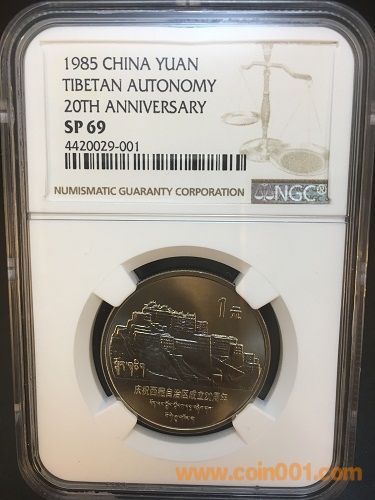 1985 CHINA YUAN
TIBETAN AUTONOMY
20TH ANNIVERSARY
SP 69
4420029-001
NUMISMATIC GUARANTY CORPORATION
NGC
1元
庆祝西藏自治区成立20周年
www.coin001.com